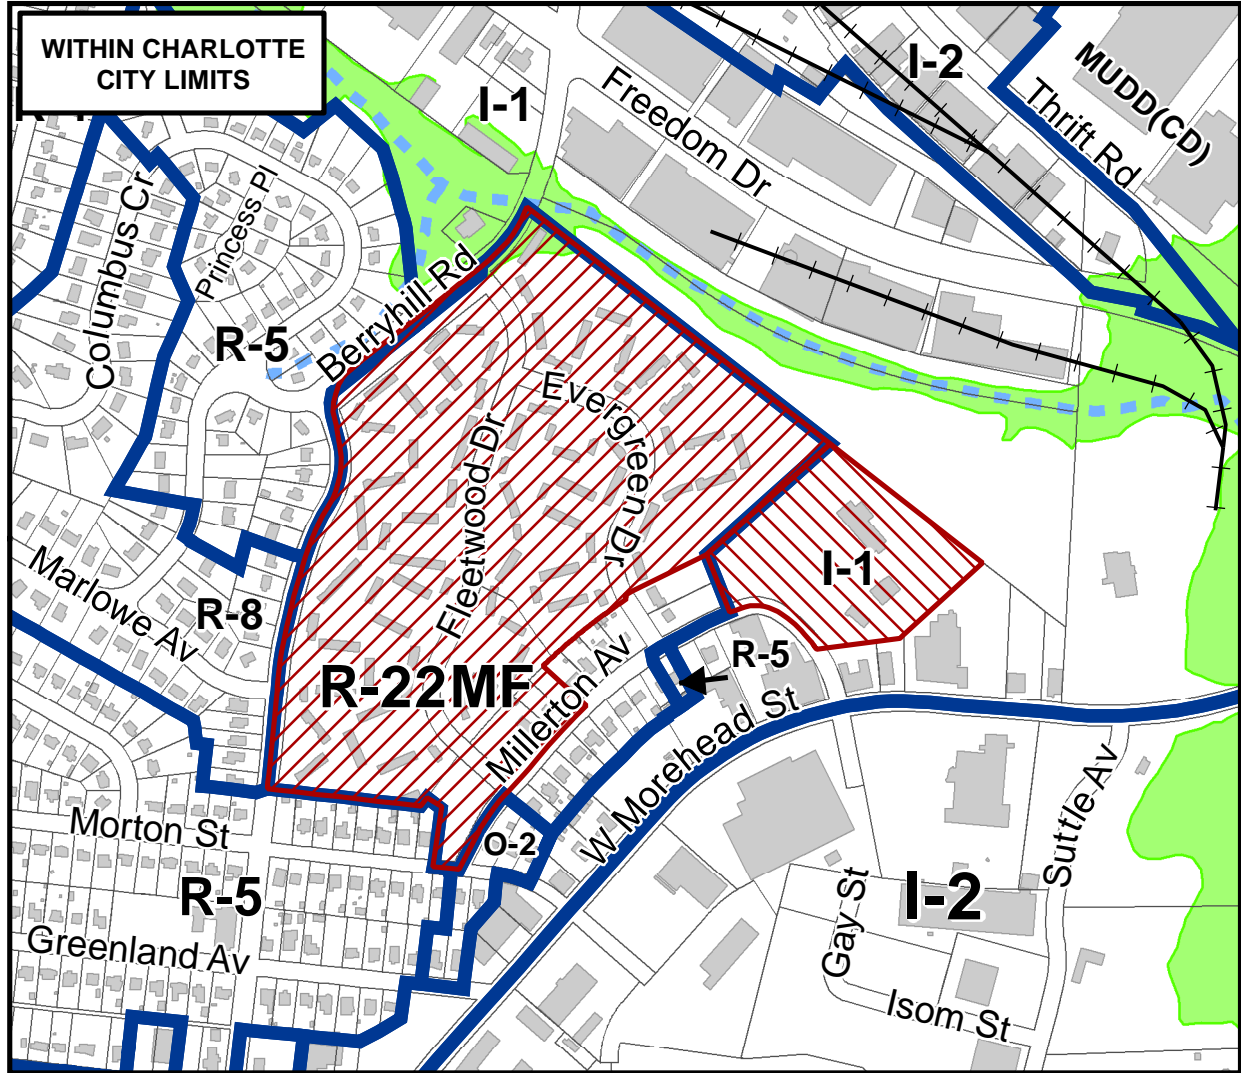 WITHIN CHARLOTTE
CITY LIMITS
I-1
I-2
MUDD(CD)
Freedom Dr
Thrift Rd
Columbus Cr
Princess Pl
R-5
Berryhill Rd
Evergreen Dr
Fleetwood Dr
Marlowe Av
R-8
I-1
R-22MF
Millerton Av
R-5
W Morehead St
Morton St
O-2
Suttle Av
R-5
I-2
Gay St
Greenland Av
Isom St